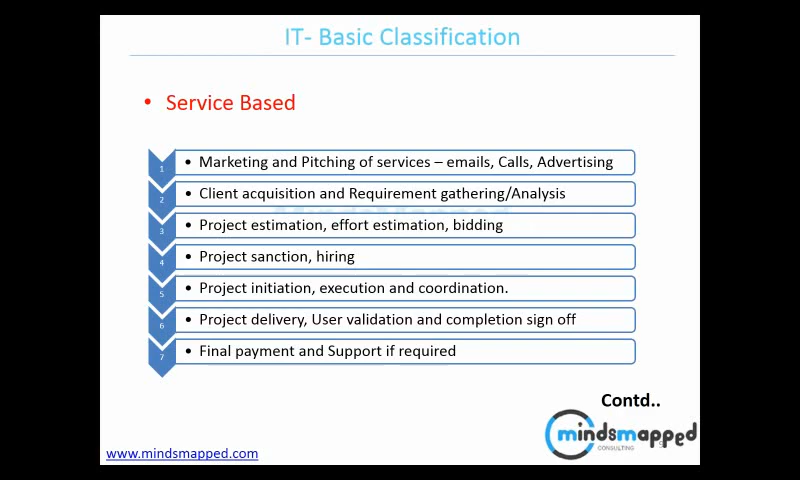 IT- Basic Classification
• Service Based
1 • Marketing and Pitching of services – emails, Calls, Advertising
2 • Client acquisition and Requirement gathering/Analysis
3 • Project estimation, effort estimation, bidding
4 • Project sanction, hiring
5 • Project initiation, execution and coordination.
6 • Project delivery, User validation and completion sign off
7 • Final payment and Support if required
Contd..
mindsmapped
CONSULTING
www.mindsmapped.com